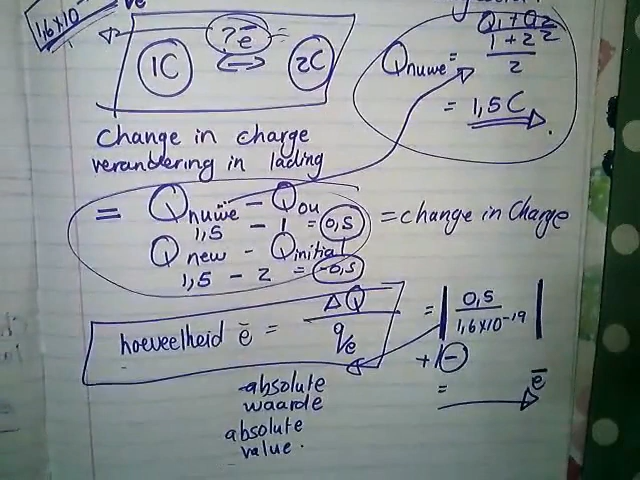 1,6x10
?ē =
1C
2C
Q₁ + Q₂
1 + 2
2
Qnuwe =
2
= 1,5C
Change in charge
verandering in lading
= Qnuwe - Qou
1,5 - 1 = 0,5
= change in Charge
Qnew - Qinitial
1,5 - 2 = -0,5
hoeveelheid ē = ΔQ / qe
= | 0,5 / 1,6x10⁻¹⁹ |
+/-
= ē
absolute
waarde
absolute
value.